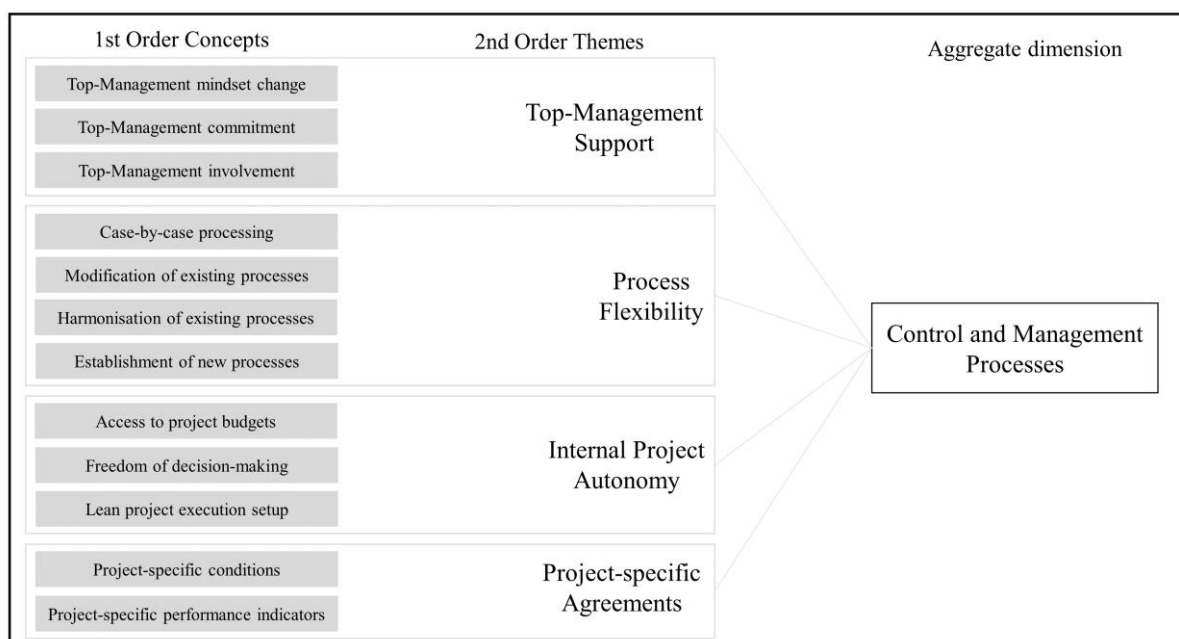 1st Order Concepts
2nd Order Themes
Aggregate dimension
Top-Management mindset change
Top-Management commitment
Top-Management involvement
Top-Management
Support
Case-by-case processing
Modification of existing processes
Harmonisation of existing processes
Establishment of new processes
Process
Flexibility
Access to project budgets
Freedom of decision-making
Lean project execution setup
Internal Project
Autonomy
Project-specific conditions
Project-specific performance indicators
Project-specific
Agreements
Control and Management
Processes